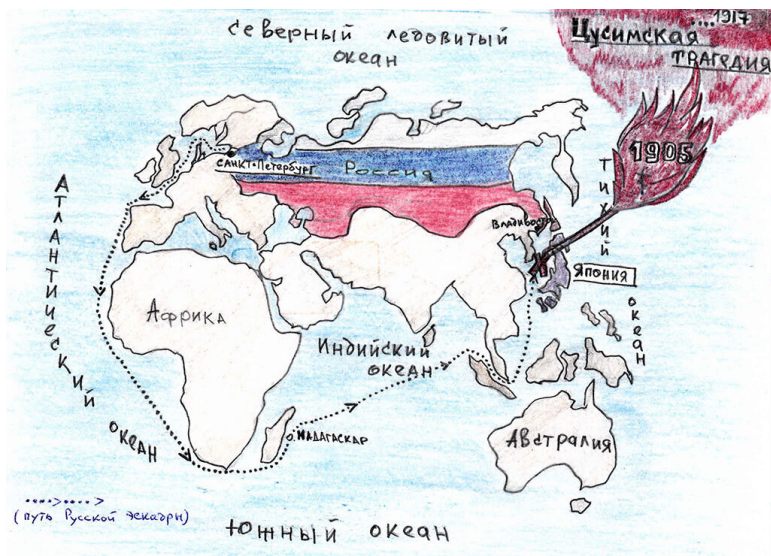 ....1917
Северный ледовитый
океан
Цусимская
трагедия
1905
Санкт-Петербург
Россия
Тихий
океан
Владивосток
Япония
Атлантический
океан
Африка
Индийский
океан
о.Мадагаскар
Австралия
(путь Русской эскадры)
Южный океан